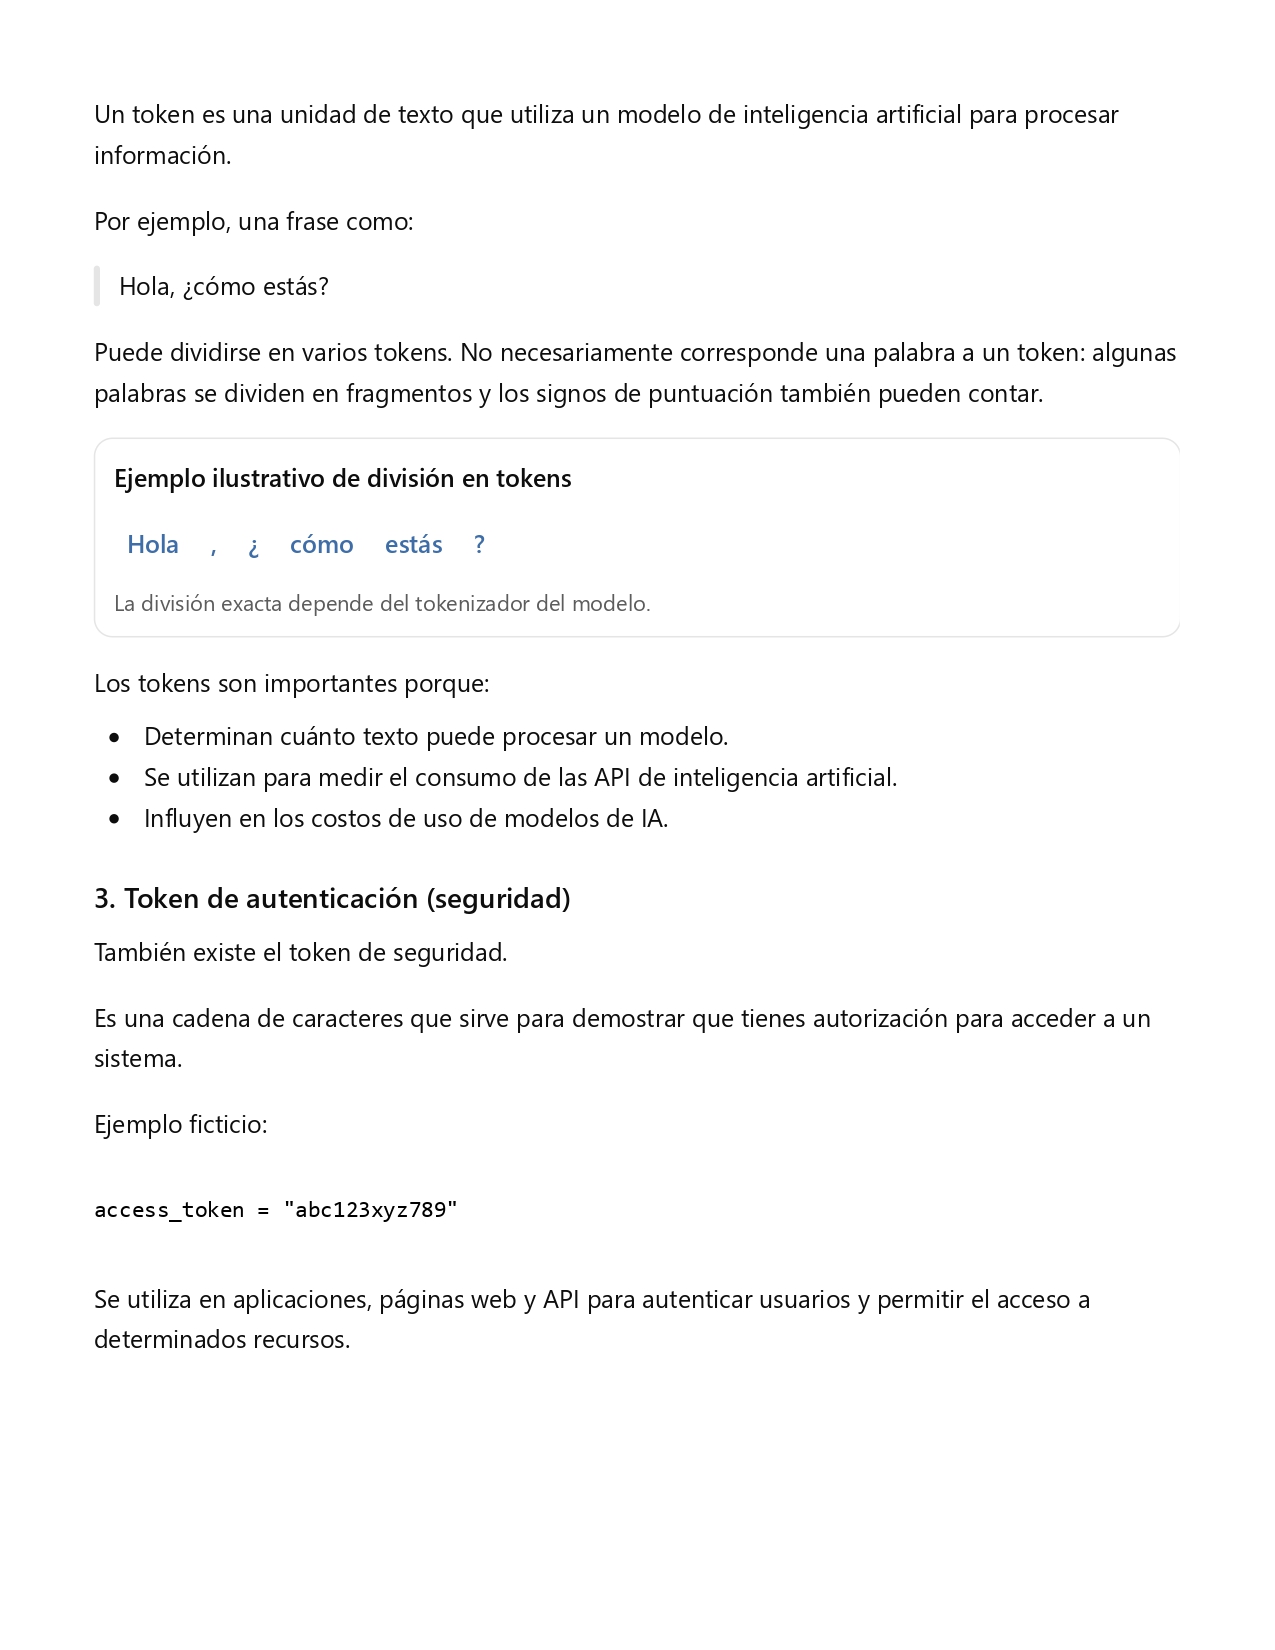 Un token es una unidad de texto que utiliza un modelo de inteligencia artificial para procesar
información.
Por ejemplo, una frase como:
Hola, ¿cómo estás?
Puede dividirse en varios tokens. No necesariamente corresponde una palabra a un token: algunas
palabras se dividen en fragmentos y los signos de puntuación también pueden contar.
Ejemplo ilustrativo de división en tokens
Hola , ¿ cómo estás ?
La división exacta depende del tokenizador del modelo.
Los tokens son importantes porque:
• Determinan cuánto texto puede procesar un modelo.
• Se utilizan para medir el consumo de las API de inteligencia artificial.
• Influyen en los costos de uso de modelos de IA.
3. Token de autenticación (seguridad)
También existe el token de seguridad.
Es una cadena de caracteres que sirve para demostrar que tienes autorización para acceder a un
sistema.
Ejemplo ficticio:
access_token = "abc123xyz789"
Se utiliza en aplicaciones, páginas web y API para autenticar usuarios y permitir el acceso a
determinados recursos.